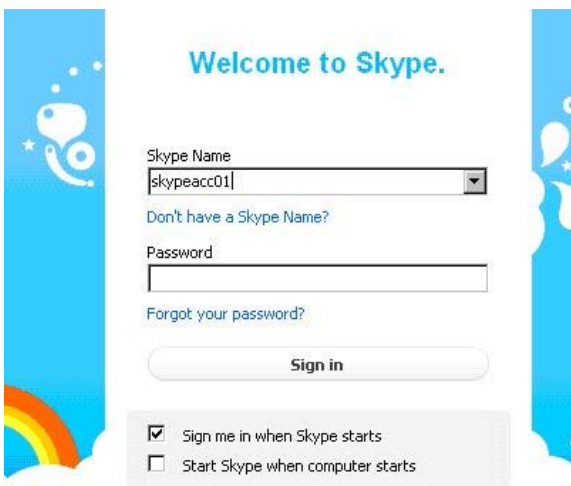 Welcome to Skype.
Skype Name
skypeacc01
Don't have a Skype Name?
Password
Forgot your password?
Sign in
Sign me in when Skype starts
Start Skype when computer starts